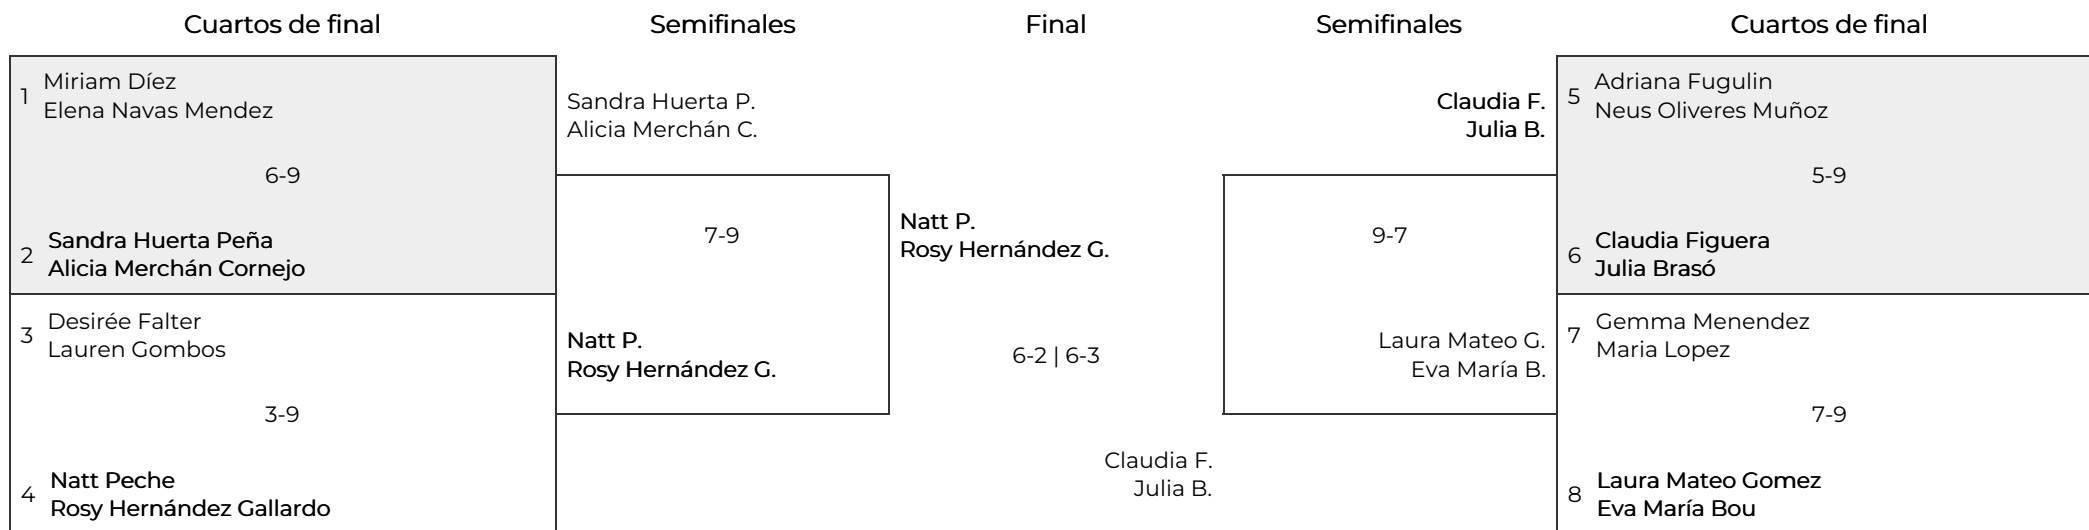 Cuartos de final
Semifinales
Final
Semifinales
Cuartos de final
1
Miriam Díez
Elena Navas Mendez
6-9
2
Sandra Huerta Peña
Alicia Merchán Cornejo
3
Desirée Falter
Lauren Gombos
3-9
4
Natt Peche
Rosy Hernández Gallardo
Sandra Huerta P.
Alicia Merchán C.
7-9
Natt P.
Rosy Hernández G.
Natt P.
Rosy Hernández G.
6-2 | 6-3
Claudia F.
Julia B.
Claudia F.
Julia B.
9-7
Laura Mateo G.
Eva María B.
5
Adriana Fugulin
Neus Oliveres Muñoz
5-9
6
Claudia Figuera
Julia Brasó
7
Gemma Menendez
Maria Lopez
7-9
8
Laura Mateo Gomez
Eva María Bou